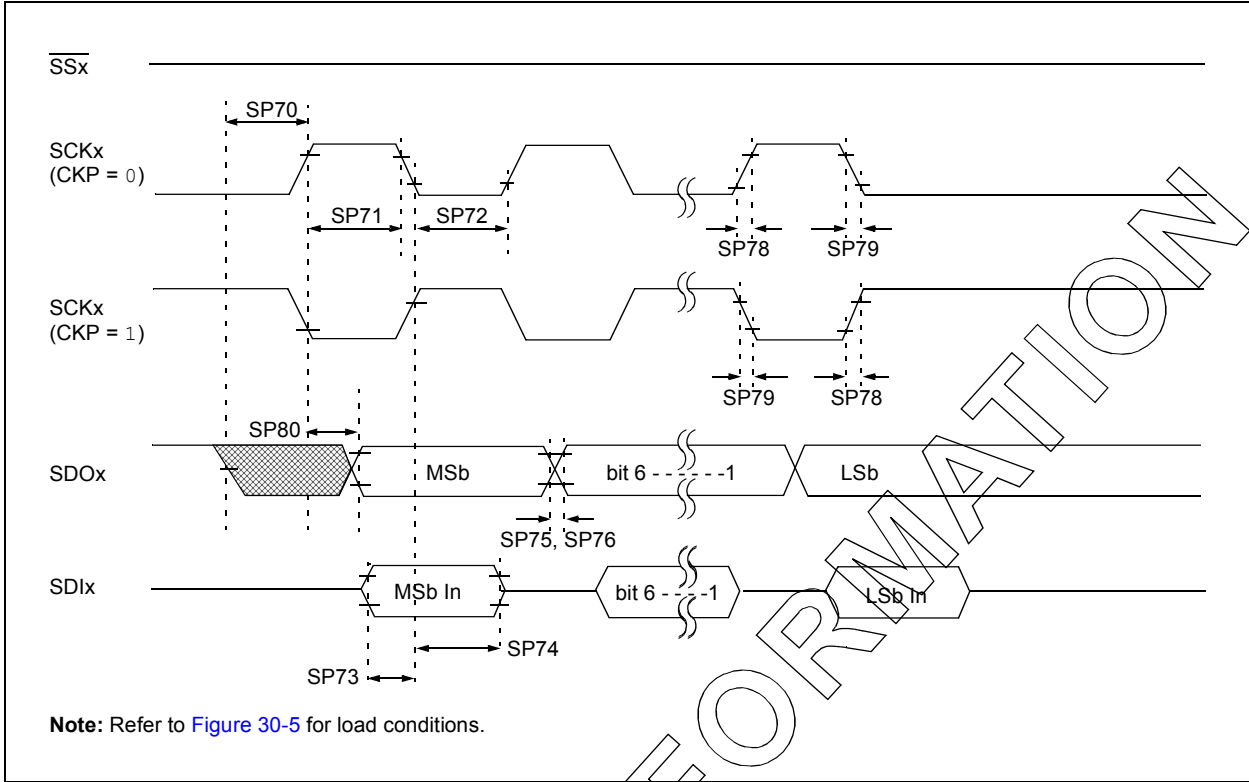 SSx
SP70
SCKx
(CKP = 0)
SP71
SP72
SP78
SP79
SCKx
(CKP = 1)
SP79
SP78
SP80
SDOx
MSb
bit 6 - - - - - -1
LSb
SP75, SP76
SDIx
MSb In
bit 6 - - - - -1
LSb In
SP74
SP73
Note: Refer to Figure 30-5 for load conditions.
FORMATION